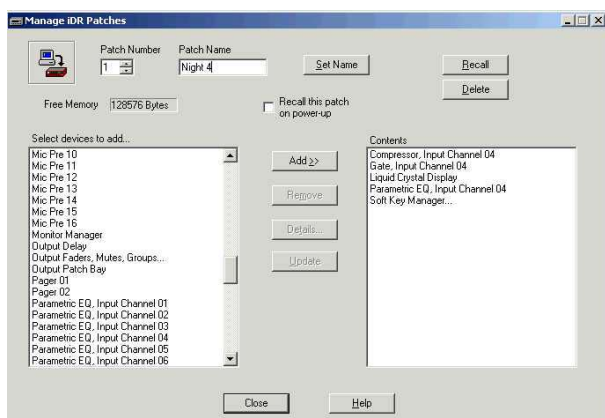 Manage iDR Patches
Patch Number
Patch Name
1
Night 4
Set Name
Recall
Delete
Free Memory
128576 Bytes
Recall this patch
on power-up
Select devices to add...
Mic Pre 10
Mic Pre 11
Mic Pre 12
Mic Pre 13
Mic Pre 14
Mic Pre 15
Mic Pre 16
Monitor Manager
Output Delay
Output Faders, Mutes, Groups...
Output Patch Bay
Pager 01
Pager 02
Parametric EQ, Input Channel 01
Parametric EQ, Input Channel 02
Parametric EQ, Input Channel 03
Parametric EQ, Input Channel 04
Parametric EQ, Input Channel 05
Parametric EQ, Input Channel 06
Add >>
Remove
Details...
Update
Contents
Compressor, Input Channel 04
Gate, Input Channel 04
Liquid Crystal Display
Parametric EQ, Input Channel 04
Soft Key Manager...
Close
Help